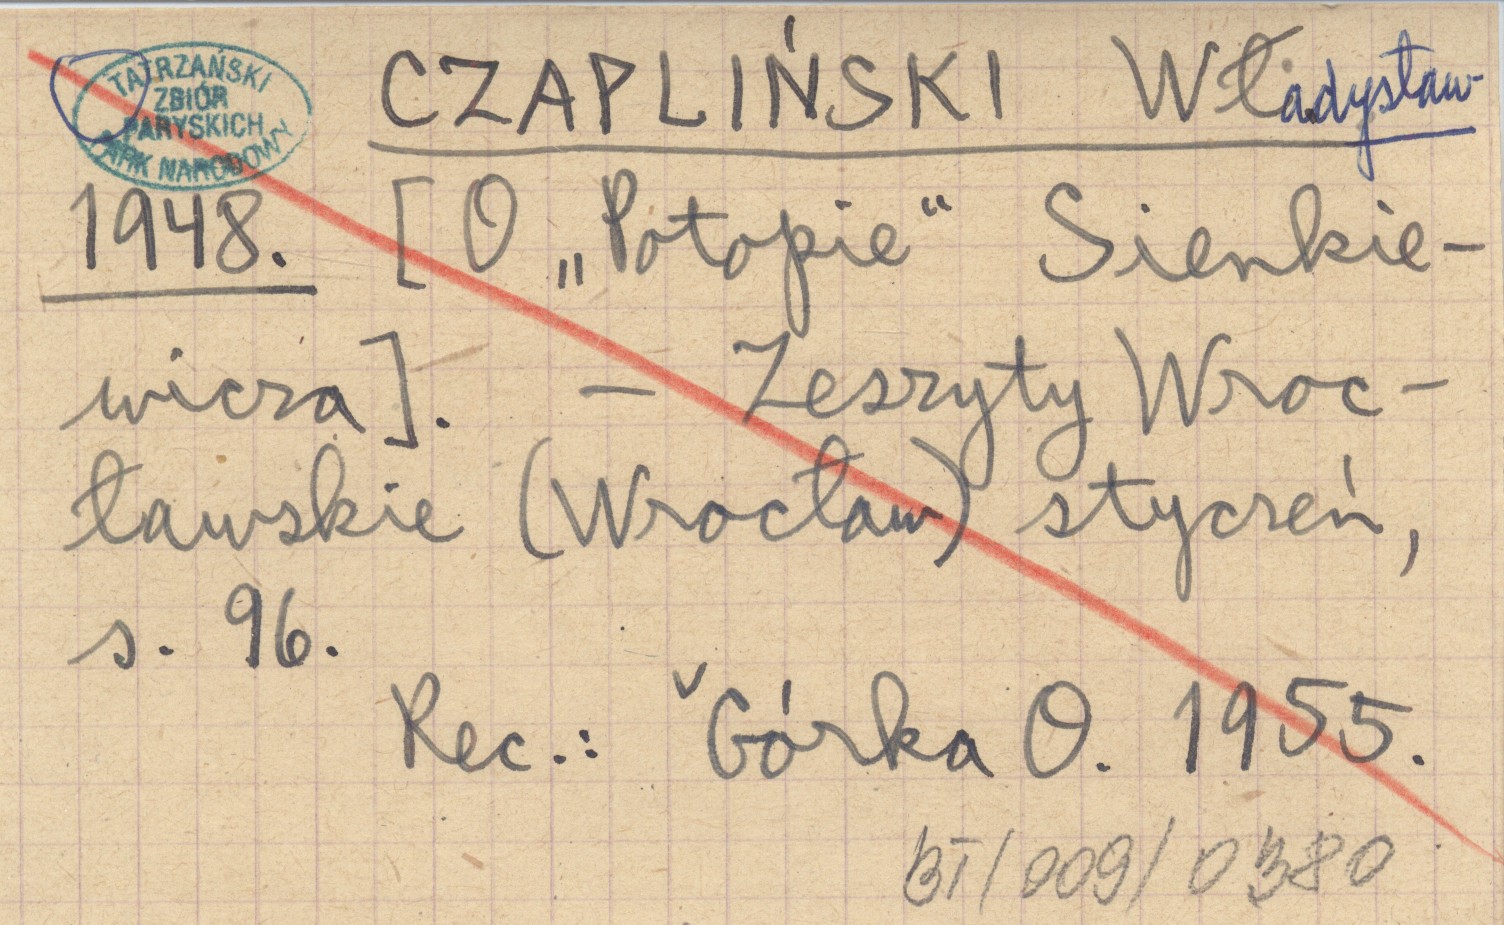 TATRZAŃSKI
ZBIÓR
PARYSKICH
PARK NARODOWY
CZAPLIŃSKI Władysław
1948. [O „Potopie“ Sienkie-
wicza]. – Zeszyty Wroc-
ławskie (Wrocław) styczeń,
s. 96.
Rec.: ˇGórka O. 1955.
BT/009/0380